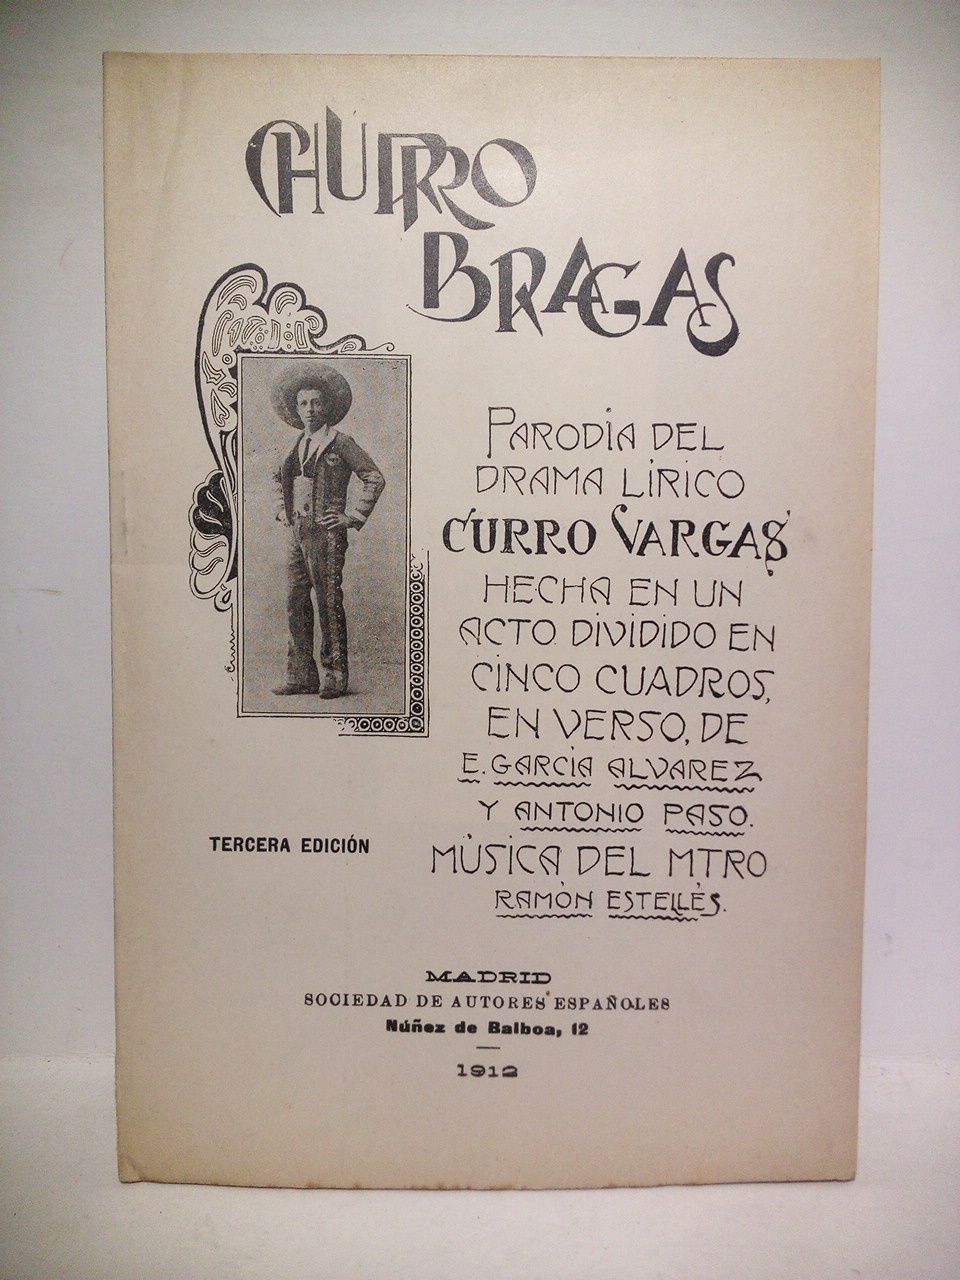 CHURRO
BRAGAS
PARODIA DEL
DRAMA LÍRICO
CURRO VARGAS
HECHA EN UN
ACTO DIVIDIDO EN
CINCO CUADROS,
EN VERSO, DE
E. GARCÍA ALVAREZ
Y ANTONIO PASO.
MÚSICA DEL MTRO
RAMÓN ESTELLÉS.
TERCERA EDICIÓN
MADRID
SOCIEDAD DE AUTORES ESPAÑOLES
Núñez de Balboa, 12
1912